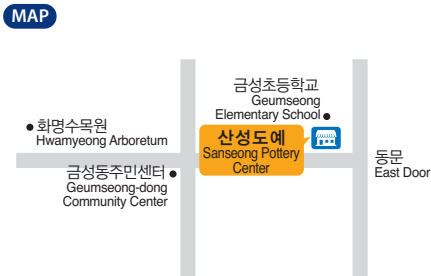 MAP
금성초등학교
Geumseong
Elementary School
화명수목원
Hwamyeong Arboretum
산성도예
Sanseong Pottery
Center
동문
East Door
금성동주민센터
Geumseong-dong
Community Center